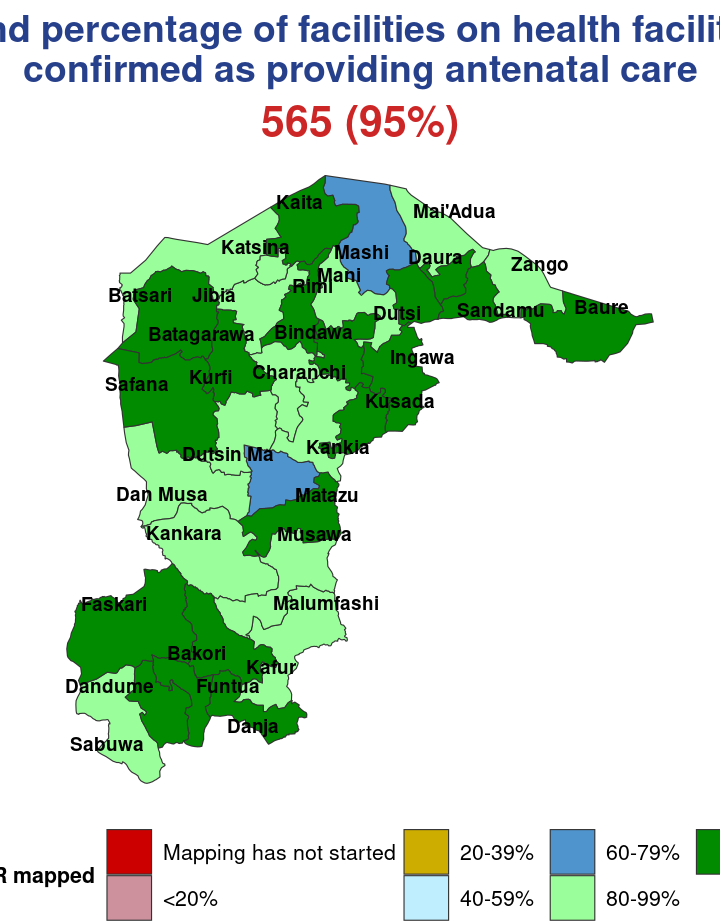 percentage of facilities on health
confirmed as providing antenatal care
565 (95%)
Kaita
Mai'Adua
Katsina
Mashi
Daura
Zango
Mani
Rimi
Batsari
Jibia
Baure
Sandamu
Dutsi
Batagarawa
Bindawa
Ingawa
Charanchi
Kurfi
Safana
Kusada
Kankia
Dutsin Ma
Dan Musa
Matazu
Kankara
Musawa
Faskari
Malumfashi
Bakori
Kafur
Dandume
Funtua
Danja
Sabuwa
Mapping has not started
20-39%
60-79%
mapped
<20%
40-59%
80-99%